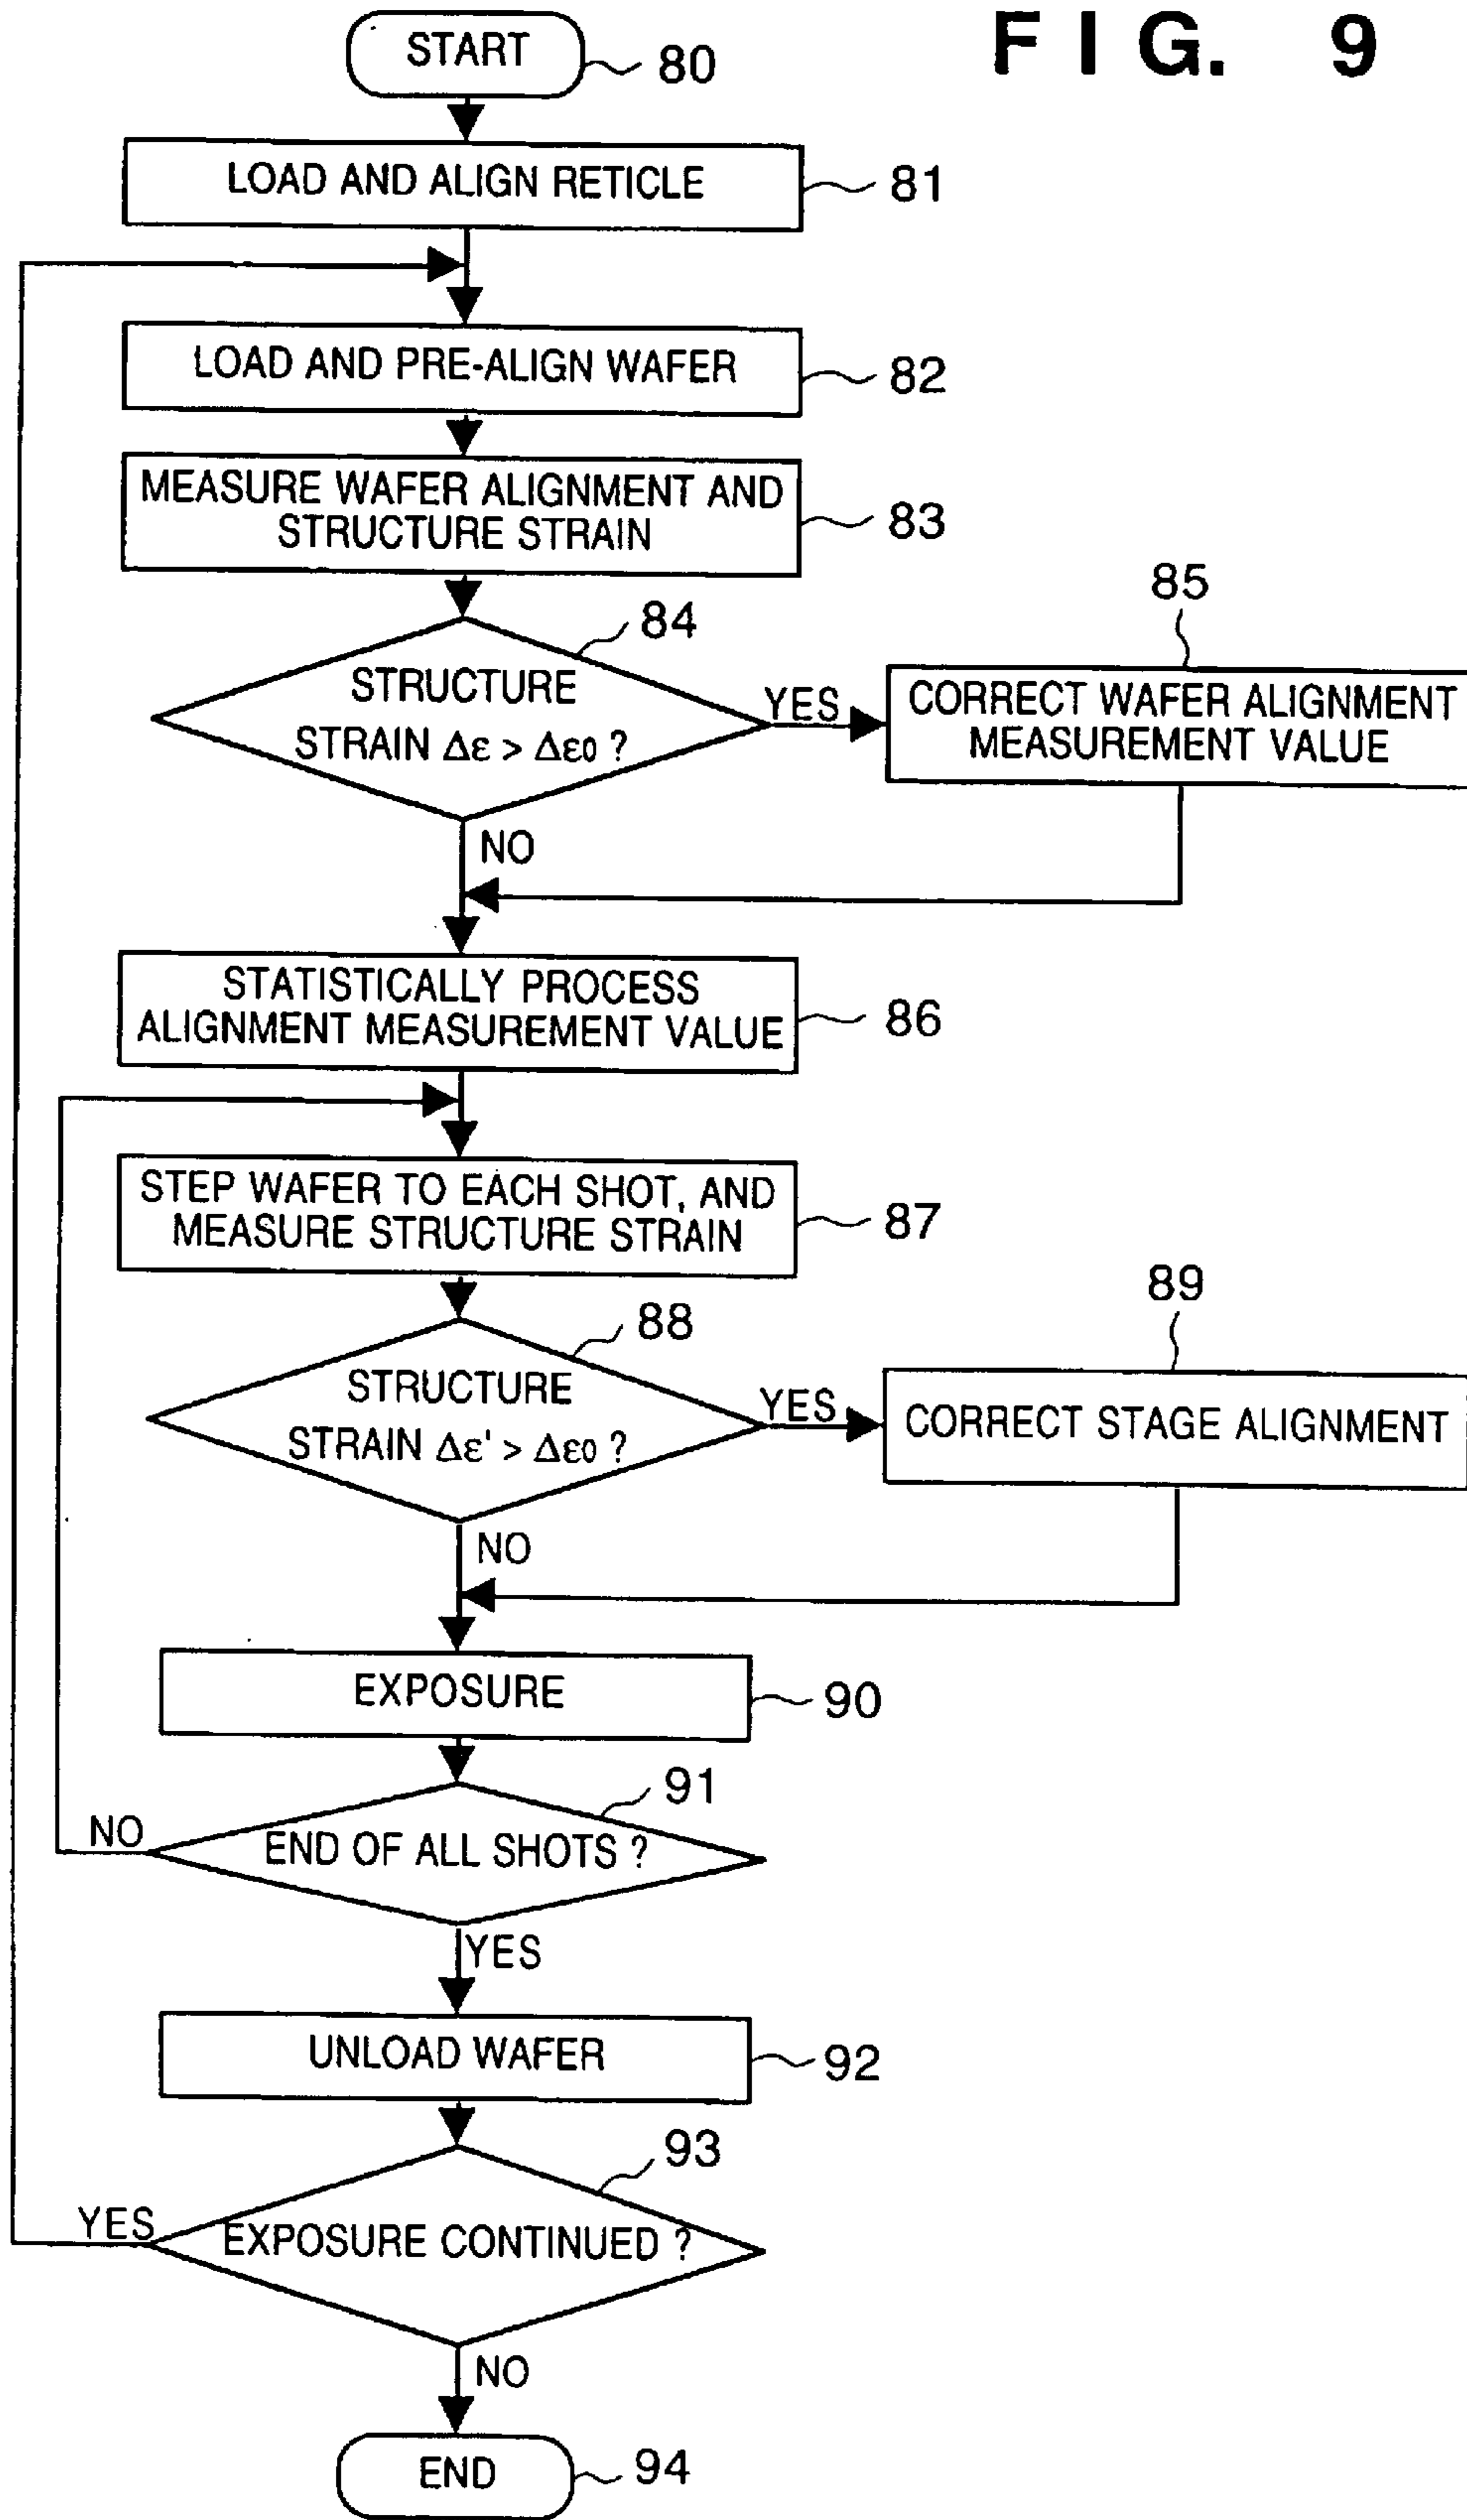 FIG. 9
START
80
LOAD AND ALIGN RETICLE
81
LOAD AND PRE-ALIGN WAFER
82
MEASURE WAFER ALIGNMENT AND
STRUCTURE STRAIN
83
84
STRUCTURE
STRAIN Δε > Δε0 ?
YES
85
CORRECT WAFER ALIGNMENT
MEASUREMENT VALUE
NO
STATISTICALLY PROCESS
ALIGNMENT MEASUREMENT VALUE
86
STEP WAFER TO EACH SHOT, AND
MEASURE STRUCTURE STRAIN
87
88
STRUCTURE
STRAIN Δε' > Δε0 ?
YES
89
CORRECT STAGE ALIGNMENT
NO
EXPOSURE
90
91
END OF ALL SHOTS ?
NO
YES
UNLOAD WAFER
92
93
EXPOSURE CONTINUED ?
YES
NO
END
94